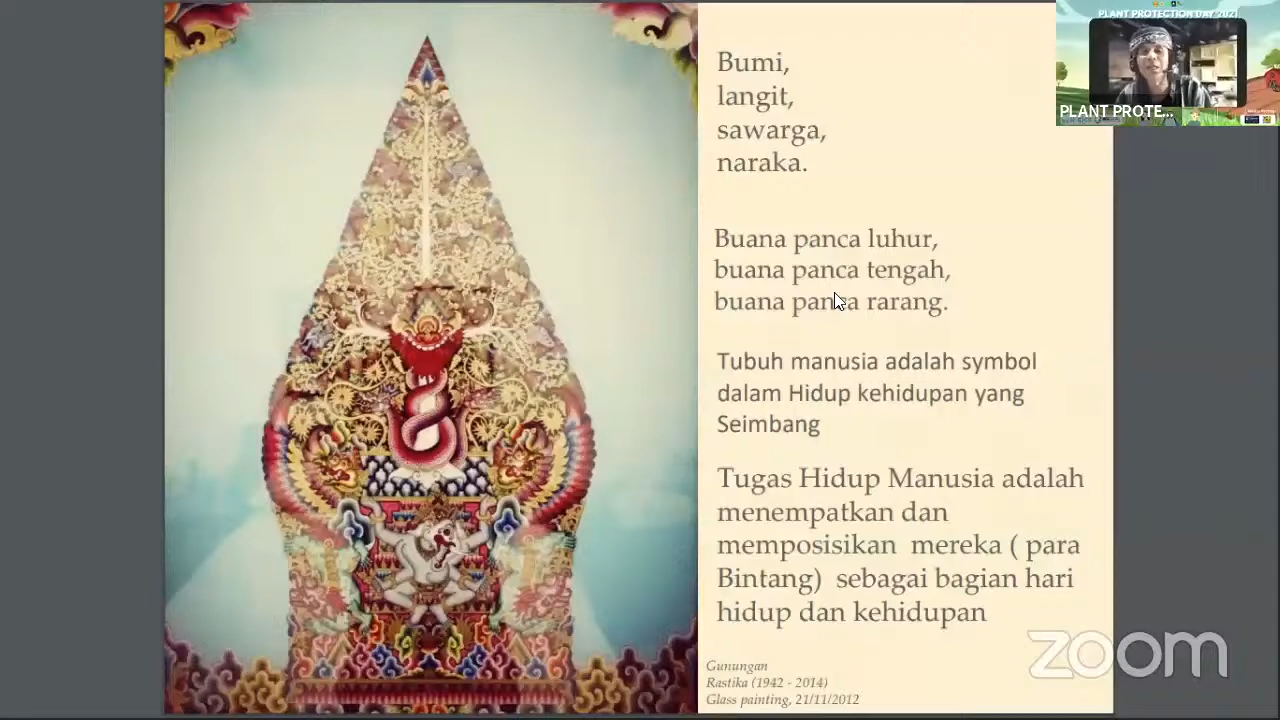 Bumi,
langit,
sawarga,
naraka.
Buana panca luhur,
buana panca tengah,
buana panca rarang.
Tubuh manusia adalah symbol
dalam Hidup kehidupan yang
Seimbang
Tugas Hidup Manusia adalah
menempatkan dan
memposisikan mereka ( para
Bintang) sebagai bagian hari
hidup dan kehidupan
Gunungan
Rastika (1942 - 2014)
Glass painting, 21/11/2012
PLANT PROTECTION DAY 2021
PLANT PROTE...
zoom